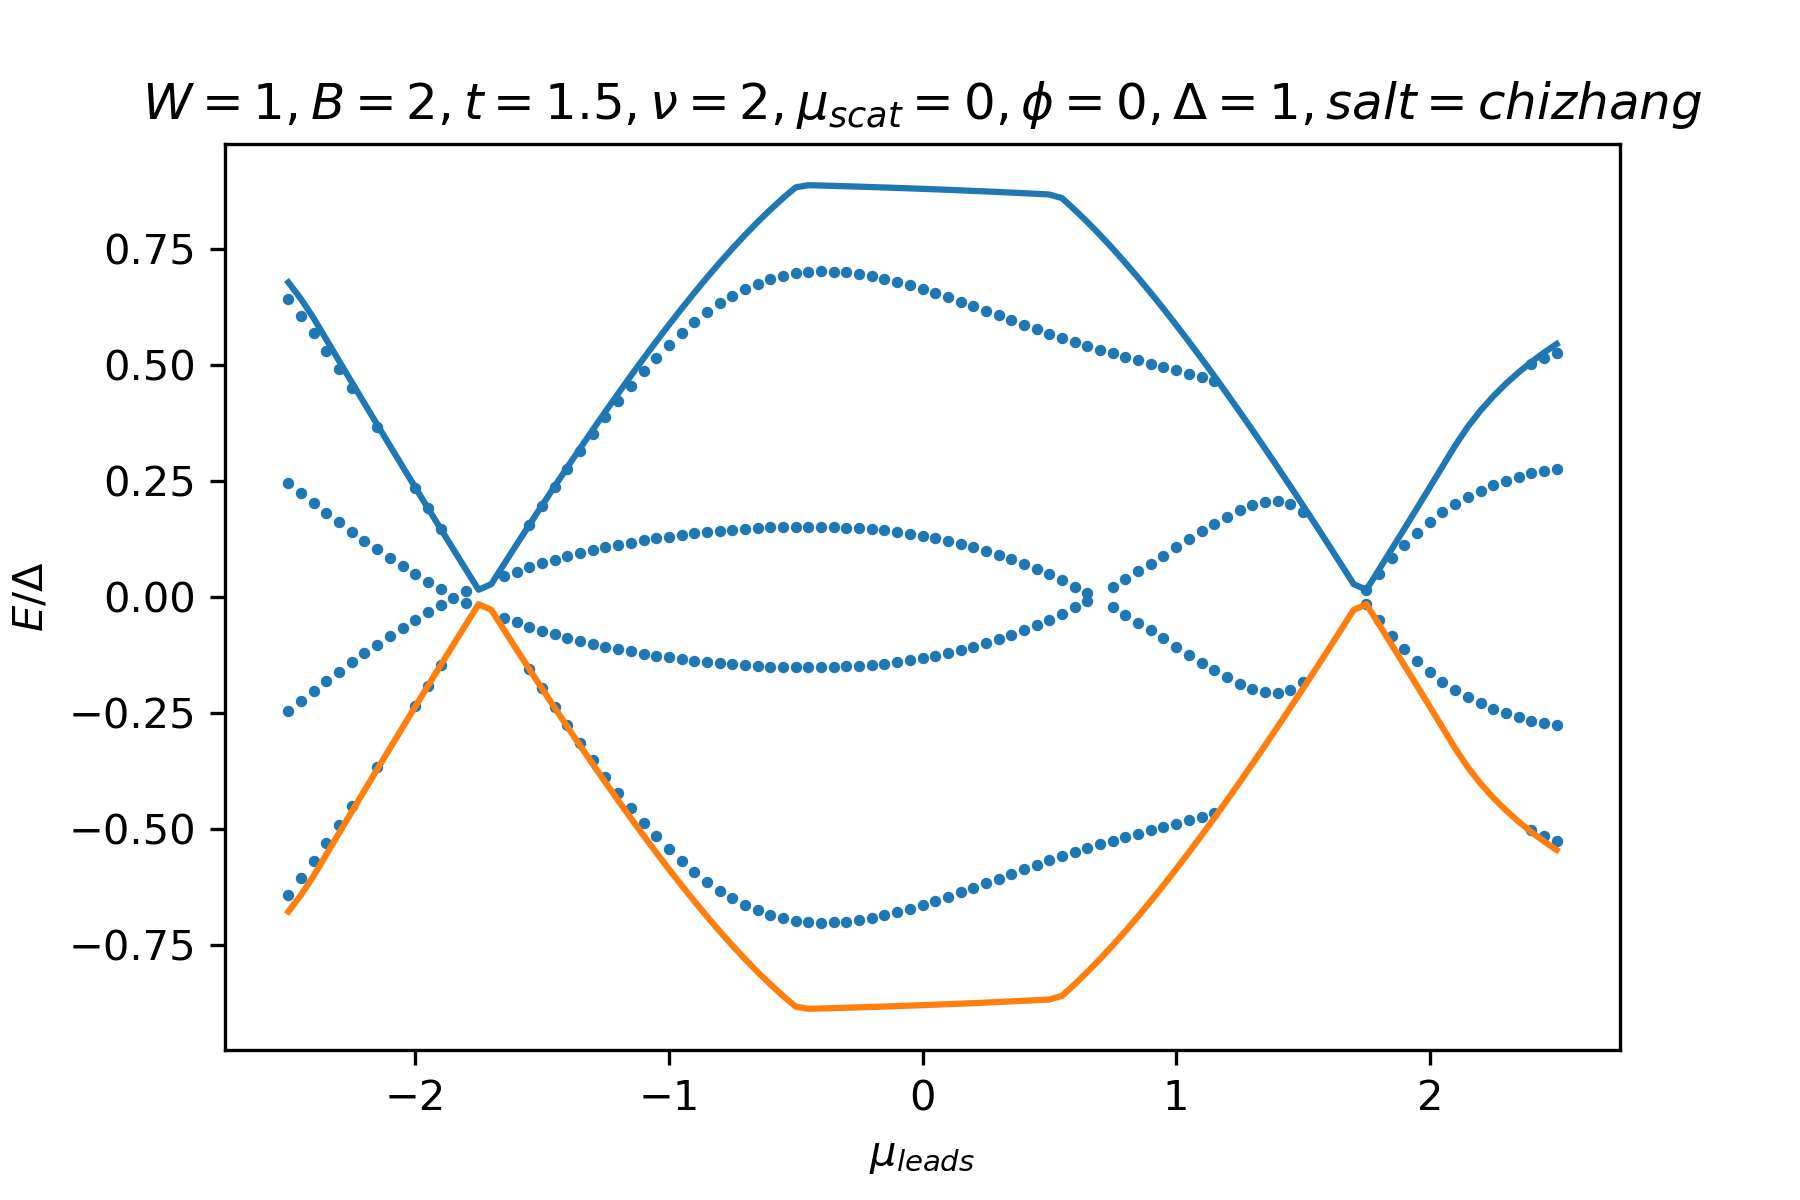 W = 1, B = 2, t = 1.5, ν = 2, μ_scat = 0, ϕ = 0, Δ = 1, salt = chizhang
0.75
0.50
0.25
0.00
−0.25
−0.50
−0.75
E/Δ
−2 −1 0 1 2
μ_leads